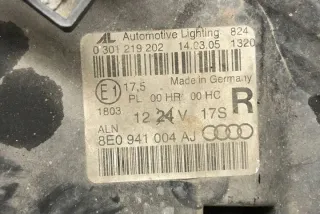 AL Automotive Lighting 824
0 301 219 202 14.03.05 1320
Made in Germany
E1 17,5
PL 00 HR 00 HC
R
1803
12 24 V 17S
ALN
8E0 941 004 AJ